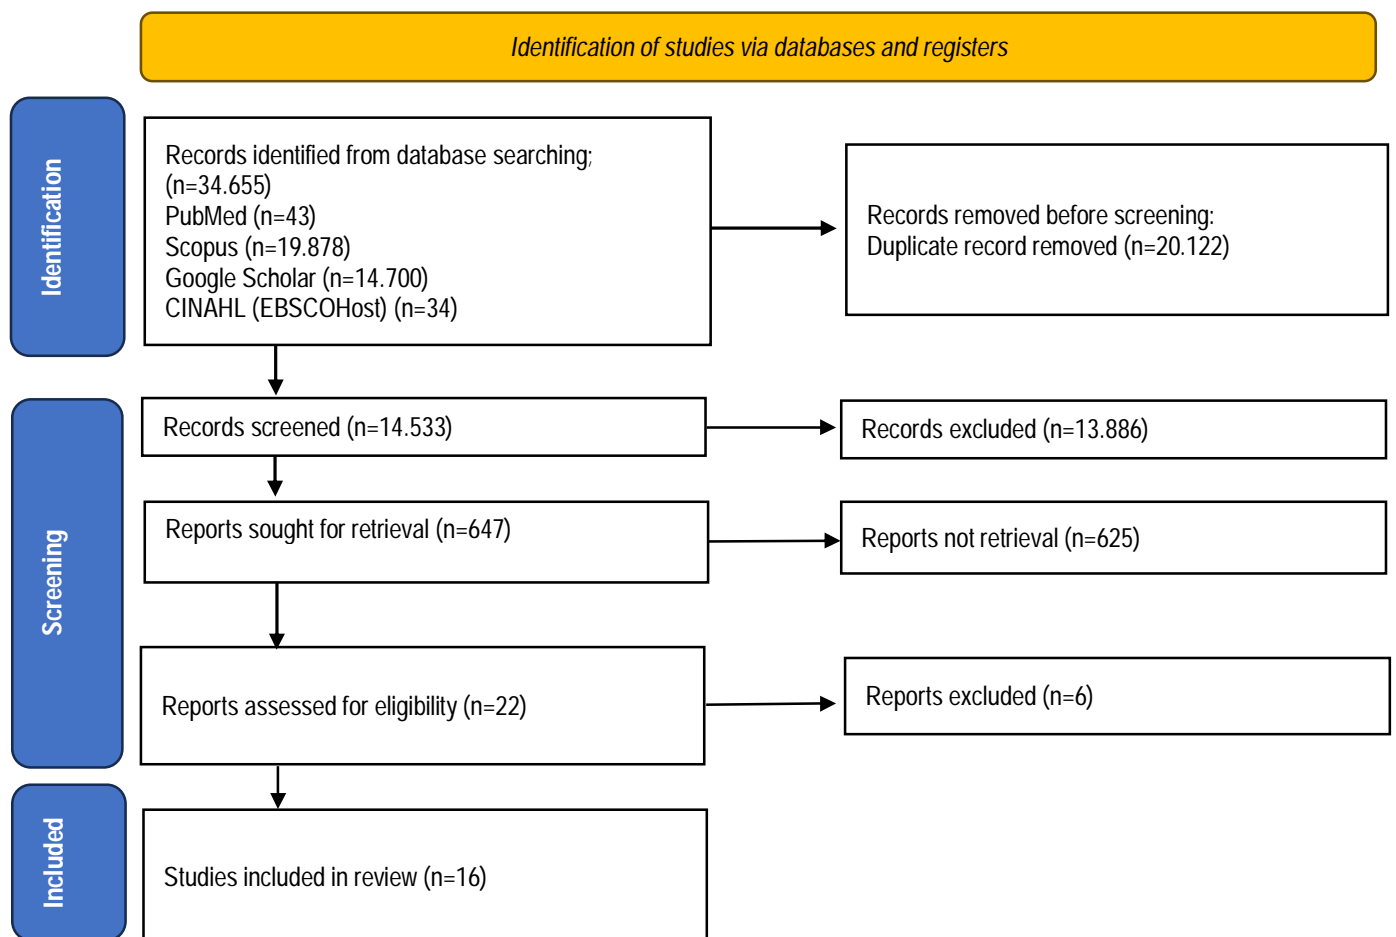 Identification of studies via databases and registers
Identification
Records identified from database searching;
(n=34.655)
PubMed (n=43)
Scopus (n=19.878)
Google Scholar (n=14.700)
CINAHL (EBSCOHost) (n=34)
Records removed before screening:
Duplicate record removed (n=20.122)
Screening
Records screened (n=14.533)
Records excluded (n=13.886)
Reports sought for retrieval (n=647)
Reports not retrieval (n=625)
Reports assessed for eligibility (n=22)
Reports excluded (n=6)
Included
Studies included in review (n=16)